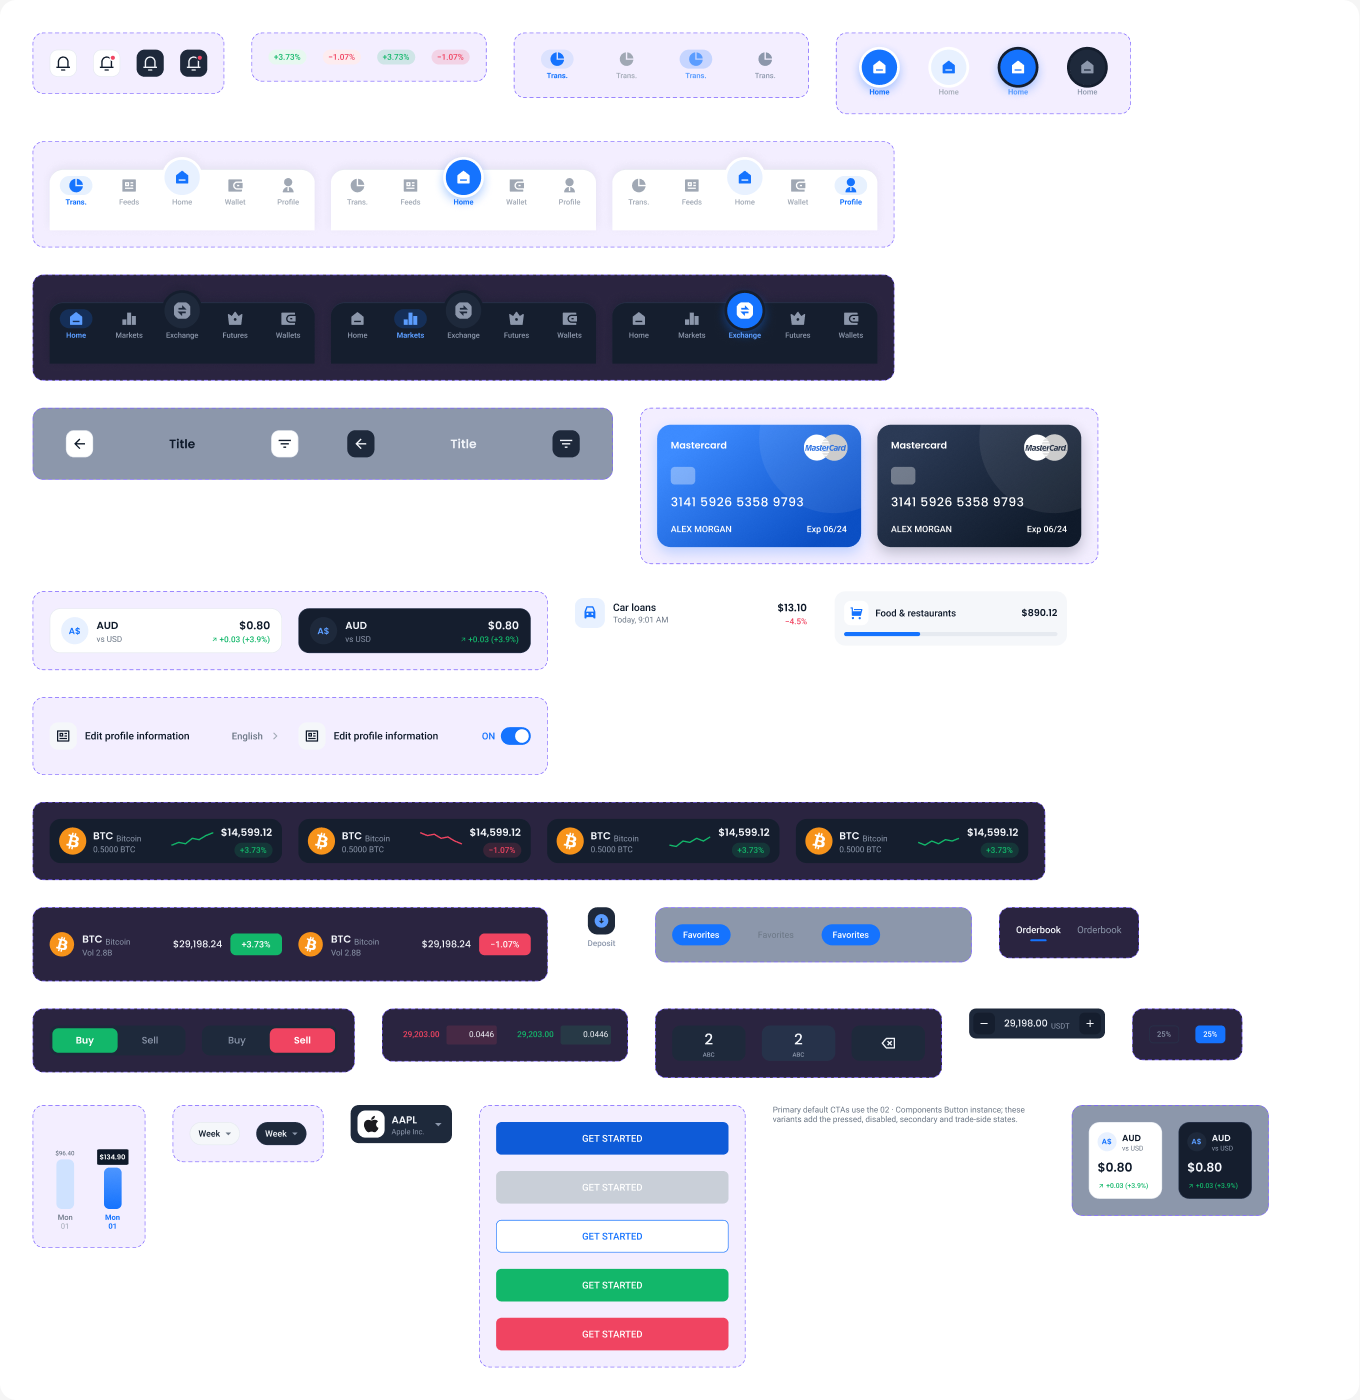 +3.73% −1.07% +3.73% −1.07%
Trans. Trans. Trans. Trans.
Home Home Home Home
Trans. Feeds Home Wallet Profile
Trans. Feeds Home Wallet Profile
Trans. Feeds Home Wallet Profile
Home Markets Exchange Futures Wallets
Home Markets Exchange Futures Wallets
Home Markets Exchange Futures Wallets
Title
Title
Mastercard MasterCard
3141 5926 5358 9793
ALEX MORGAN Exp 06/24
Mastercard MasterCard
3141 5926 5358 9793
ALEX MORGAN Exp 06/24
A$ AUD $0.80
vs USD +0.03 (+3.9%)
A$ AUD $0.80
vs USD +0.03 (+3.9%)
Car loans $13.10
Today, 9:01 AM −4.5%
Food & restaurants $890.12
Edit profile information English
Edit profile information ON
BTC Bitcoin $14,599.12
0.5000 BTC +3.73%
BTC Bitcoin $14,599.12
0.5000 BTC −1.07%
BTC Bitcoin $14,599.12
0.5000 BTC +3.73%
BTC Bitcoin $14,599.12
0.5000 BTC +3.73%
BTC Bitcoin $29,198.24 +3.73%
Vol 2.8B
BTC Bitcoin $29,198.24 −1.07%
Vol 2.8B
Deposit
Favorites Favorites Favorites
Orderbook Orderbook
Buy Sell Buy Sell
29,203.00 0.0446 29,203.00 0.0446
2 2
ABC ABC
− 29,198.00 USDT +
25% 25%
$96.40 $134.90
Mon Mon
01 01
Week Week
AAPL
Apple Inc.
GET STARTED
GET STARTED
GET STARTED
GET STARTED
GET STARTED
Primary default CTAs use the 02 · Components Button instance; these
variants add the pressed, disabled, secondary and trade-side states.
A$ AUD
vs USD
$0.80
+0.03 (+3.9%)
A$ AUD
vs USD
$0.80
+0.03 (+3.9%)